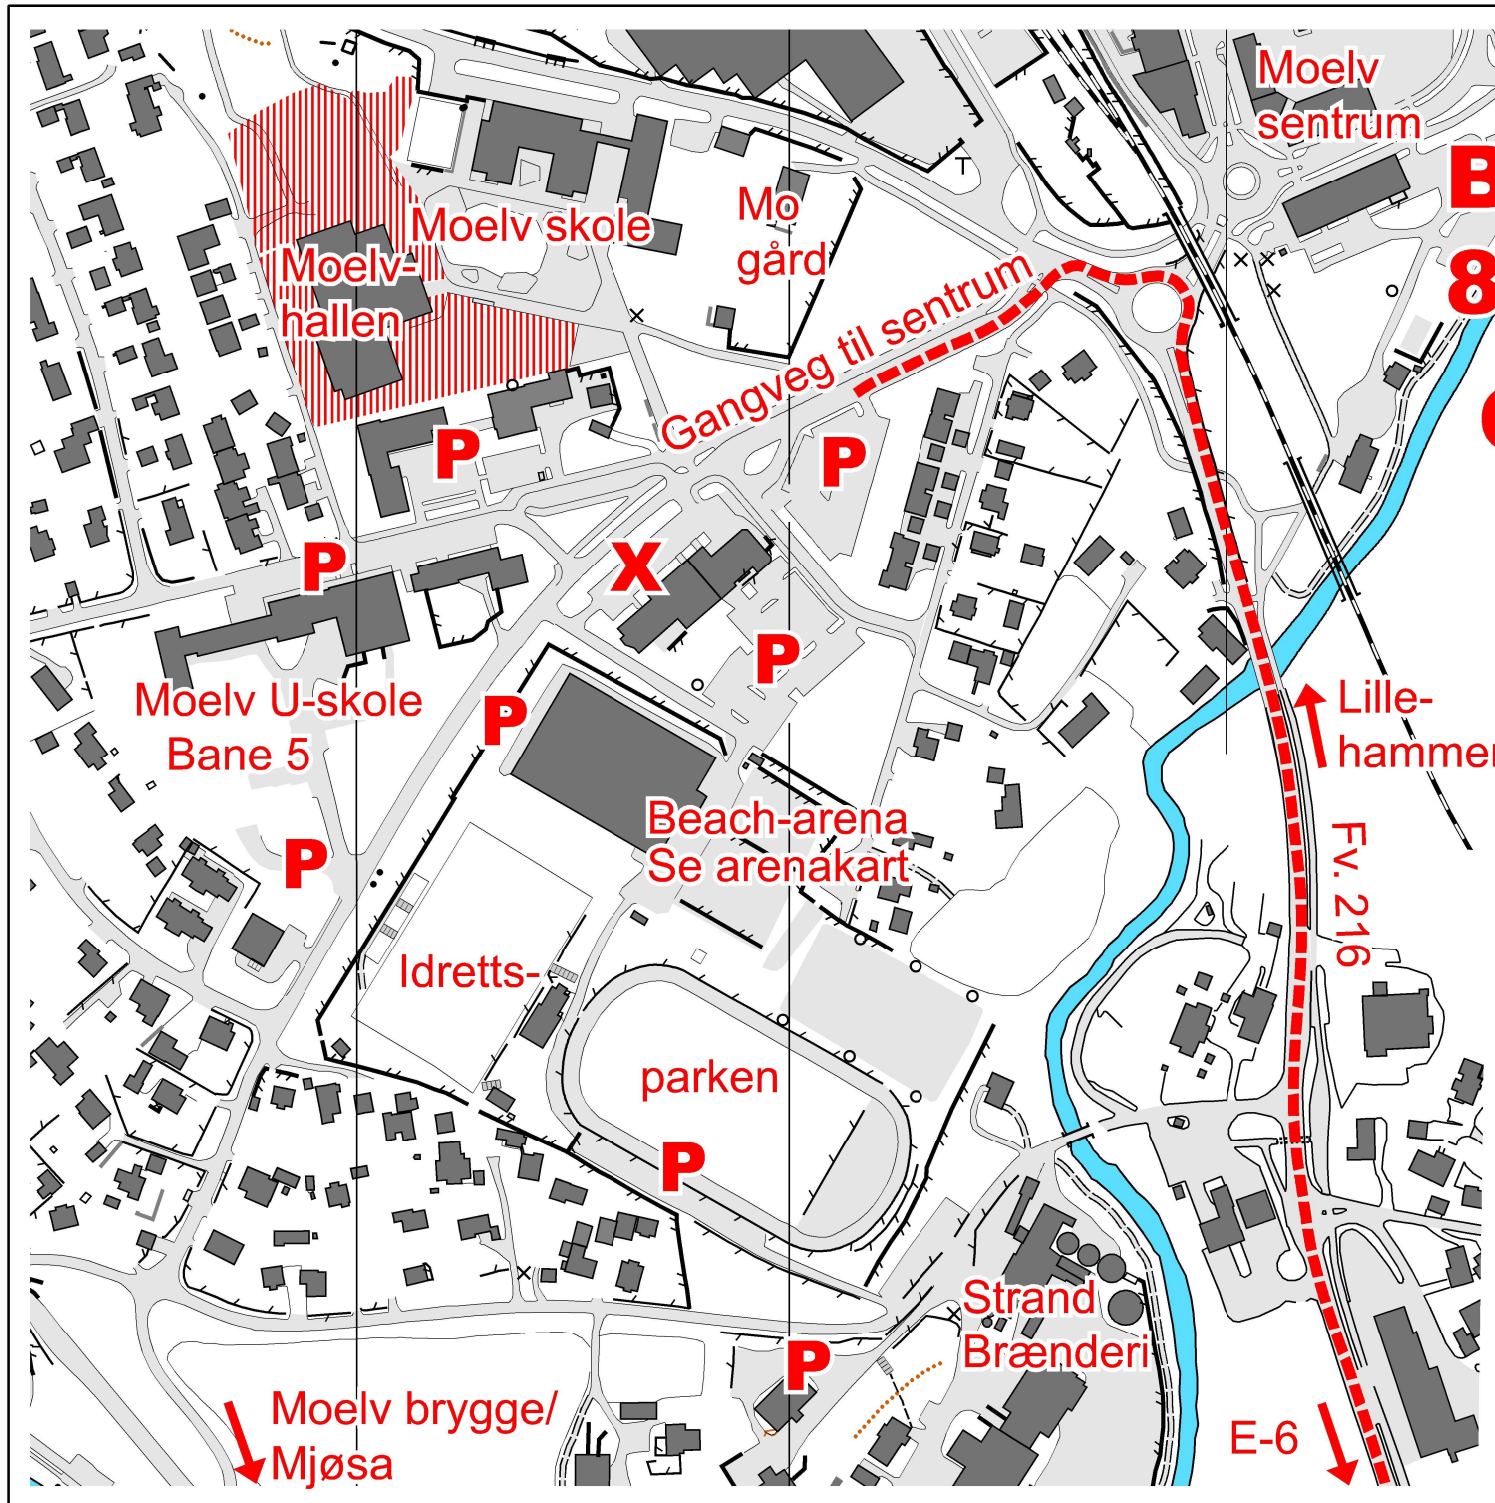 Moelv
sentrum
B
8
Moelv skole
Mo
gård
Moelv-
hallen
Gangveg til sentrum
P
P
P
X
P
Moelv U-skole
Bane 5
P
Lille-
hammer
Beach-arena
Se arenakart
P
Fv. 216
Idretts-
parken
P
Strand
Brænderi
P
Moelv brygge/
Mjøsa
E-6